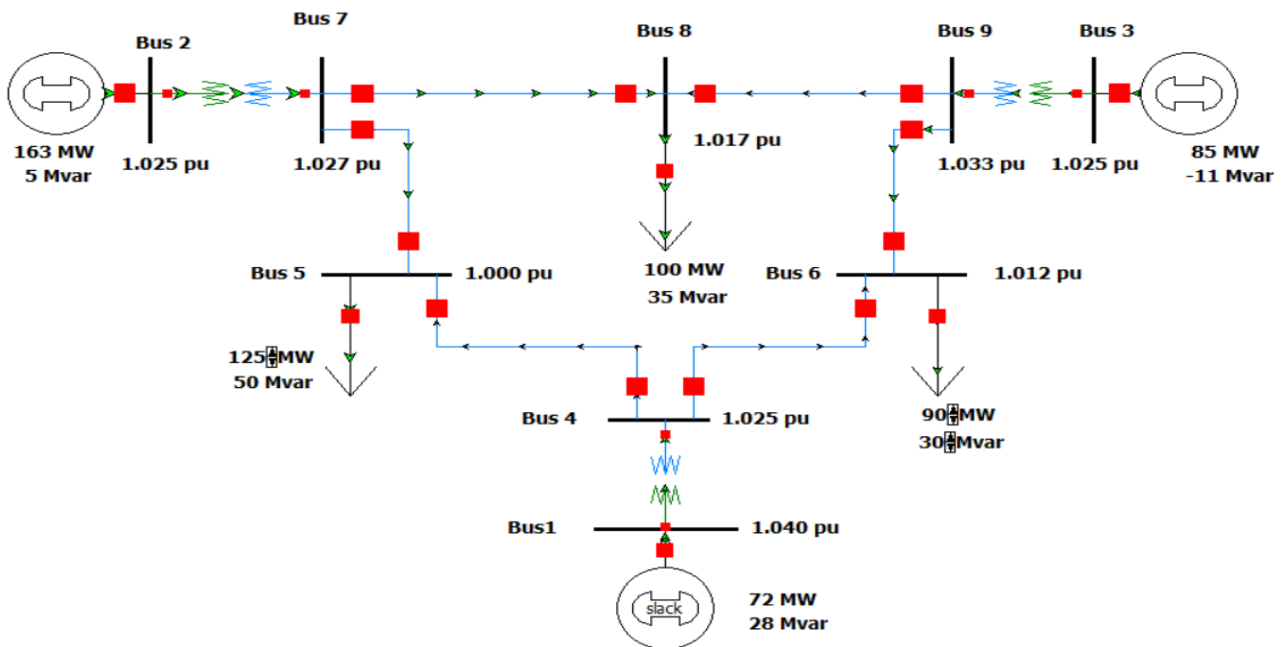 Bus 7
Bus 8
Bus 9
Bus 3
Bus 2
163 MW
5 Mvar
1.025 pu
1.027 pu
1.017 pu
1.033 pu
1.025 pu
85 MW
-11 Mvar
Bus 5
1.000 pu
100 MW
35 Mvar
Bus 6
1.012 pu
125 MW
50 Mvar
Bus 4
1.025 pu
90 MW
30 Mvar
Bus1
1.040 pu
slack
72 MW
28 Mvar